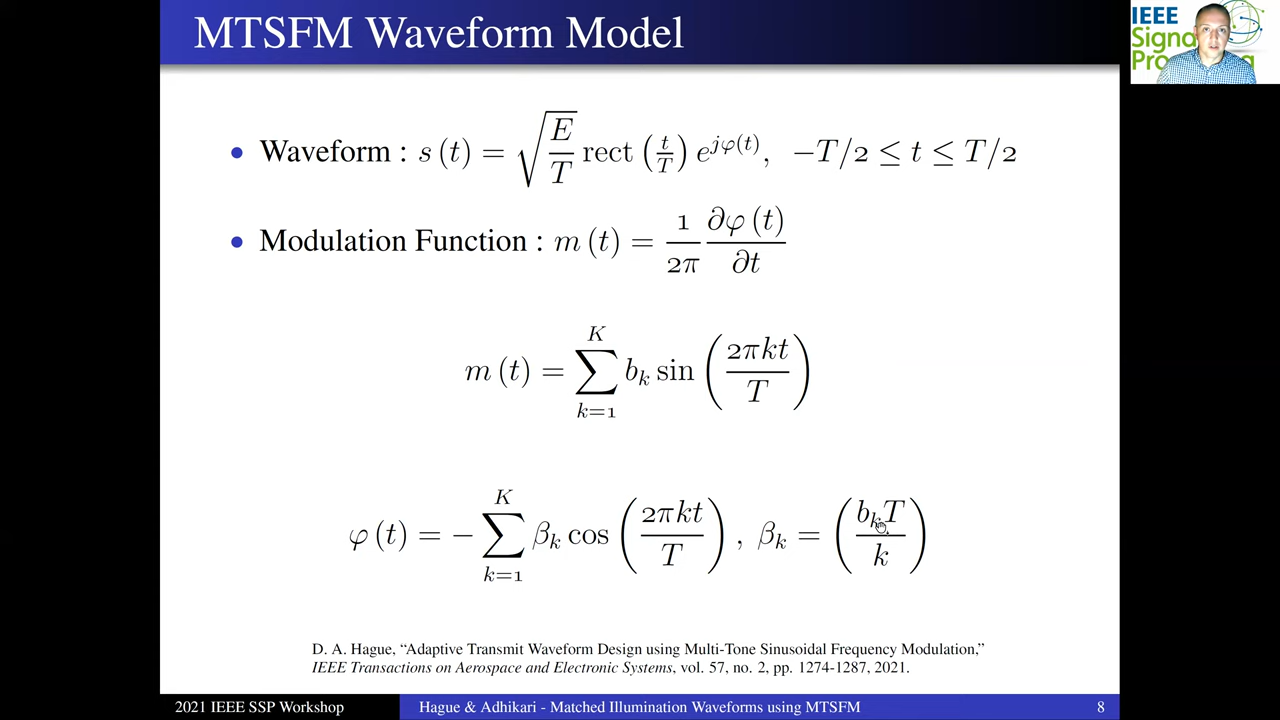 MTSFM Waveform Model
IEEE
Signa
Pro
• Waveform : s (t) = √(E/T) rect (t/T) e^{jφ(t)}, −T/2 ≤ t ≤ T/2
• Modulation Function : m (t) = 1/2π ∂φ (t)/∂t
m (t) = ∑_{k=1}^{K} b_k sin (2πkt/T)
φ (t) = − ∑_{k=1}^{K} β_k cos (2πkt/T) , β_k = (b_kT/k)
D. A. Hague, “Adaptive Transmit Waveform Design using Multi-Tone Sinusoidal Frequency Modulation,”
IEEE Transactions on Aerospace and Electronic Systems, vol. 57, no. 2, pp. 1274-1287, 2021.
2021 IEEE SSP Workshop Hague & Adhikari - Matched Illumination Waveforms using MTSFM 8